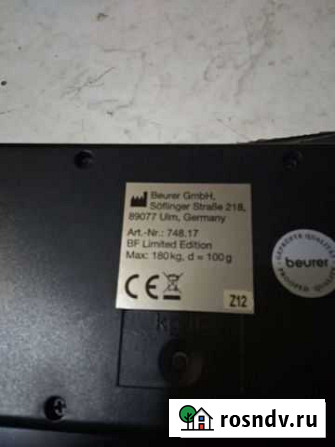 Beurer GmbH,
Söflinger Straße 218,
89077 Ulm, Germany
Art.-Nr.: 748.17
BF Limited Edition
Max: 180kg, d = 100g
CE
Z12
beurer
rosndv.ru